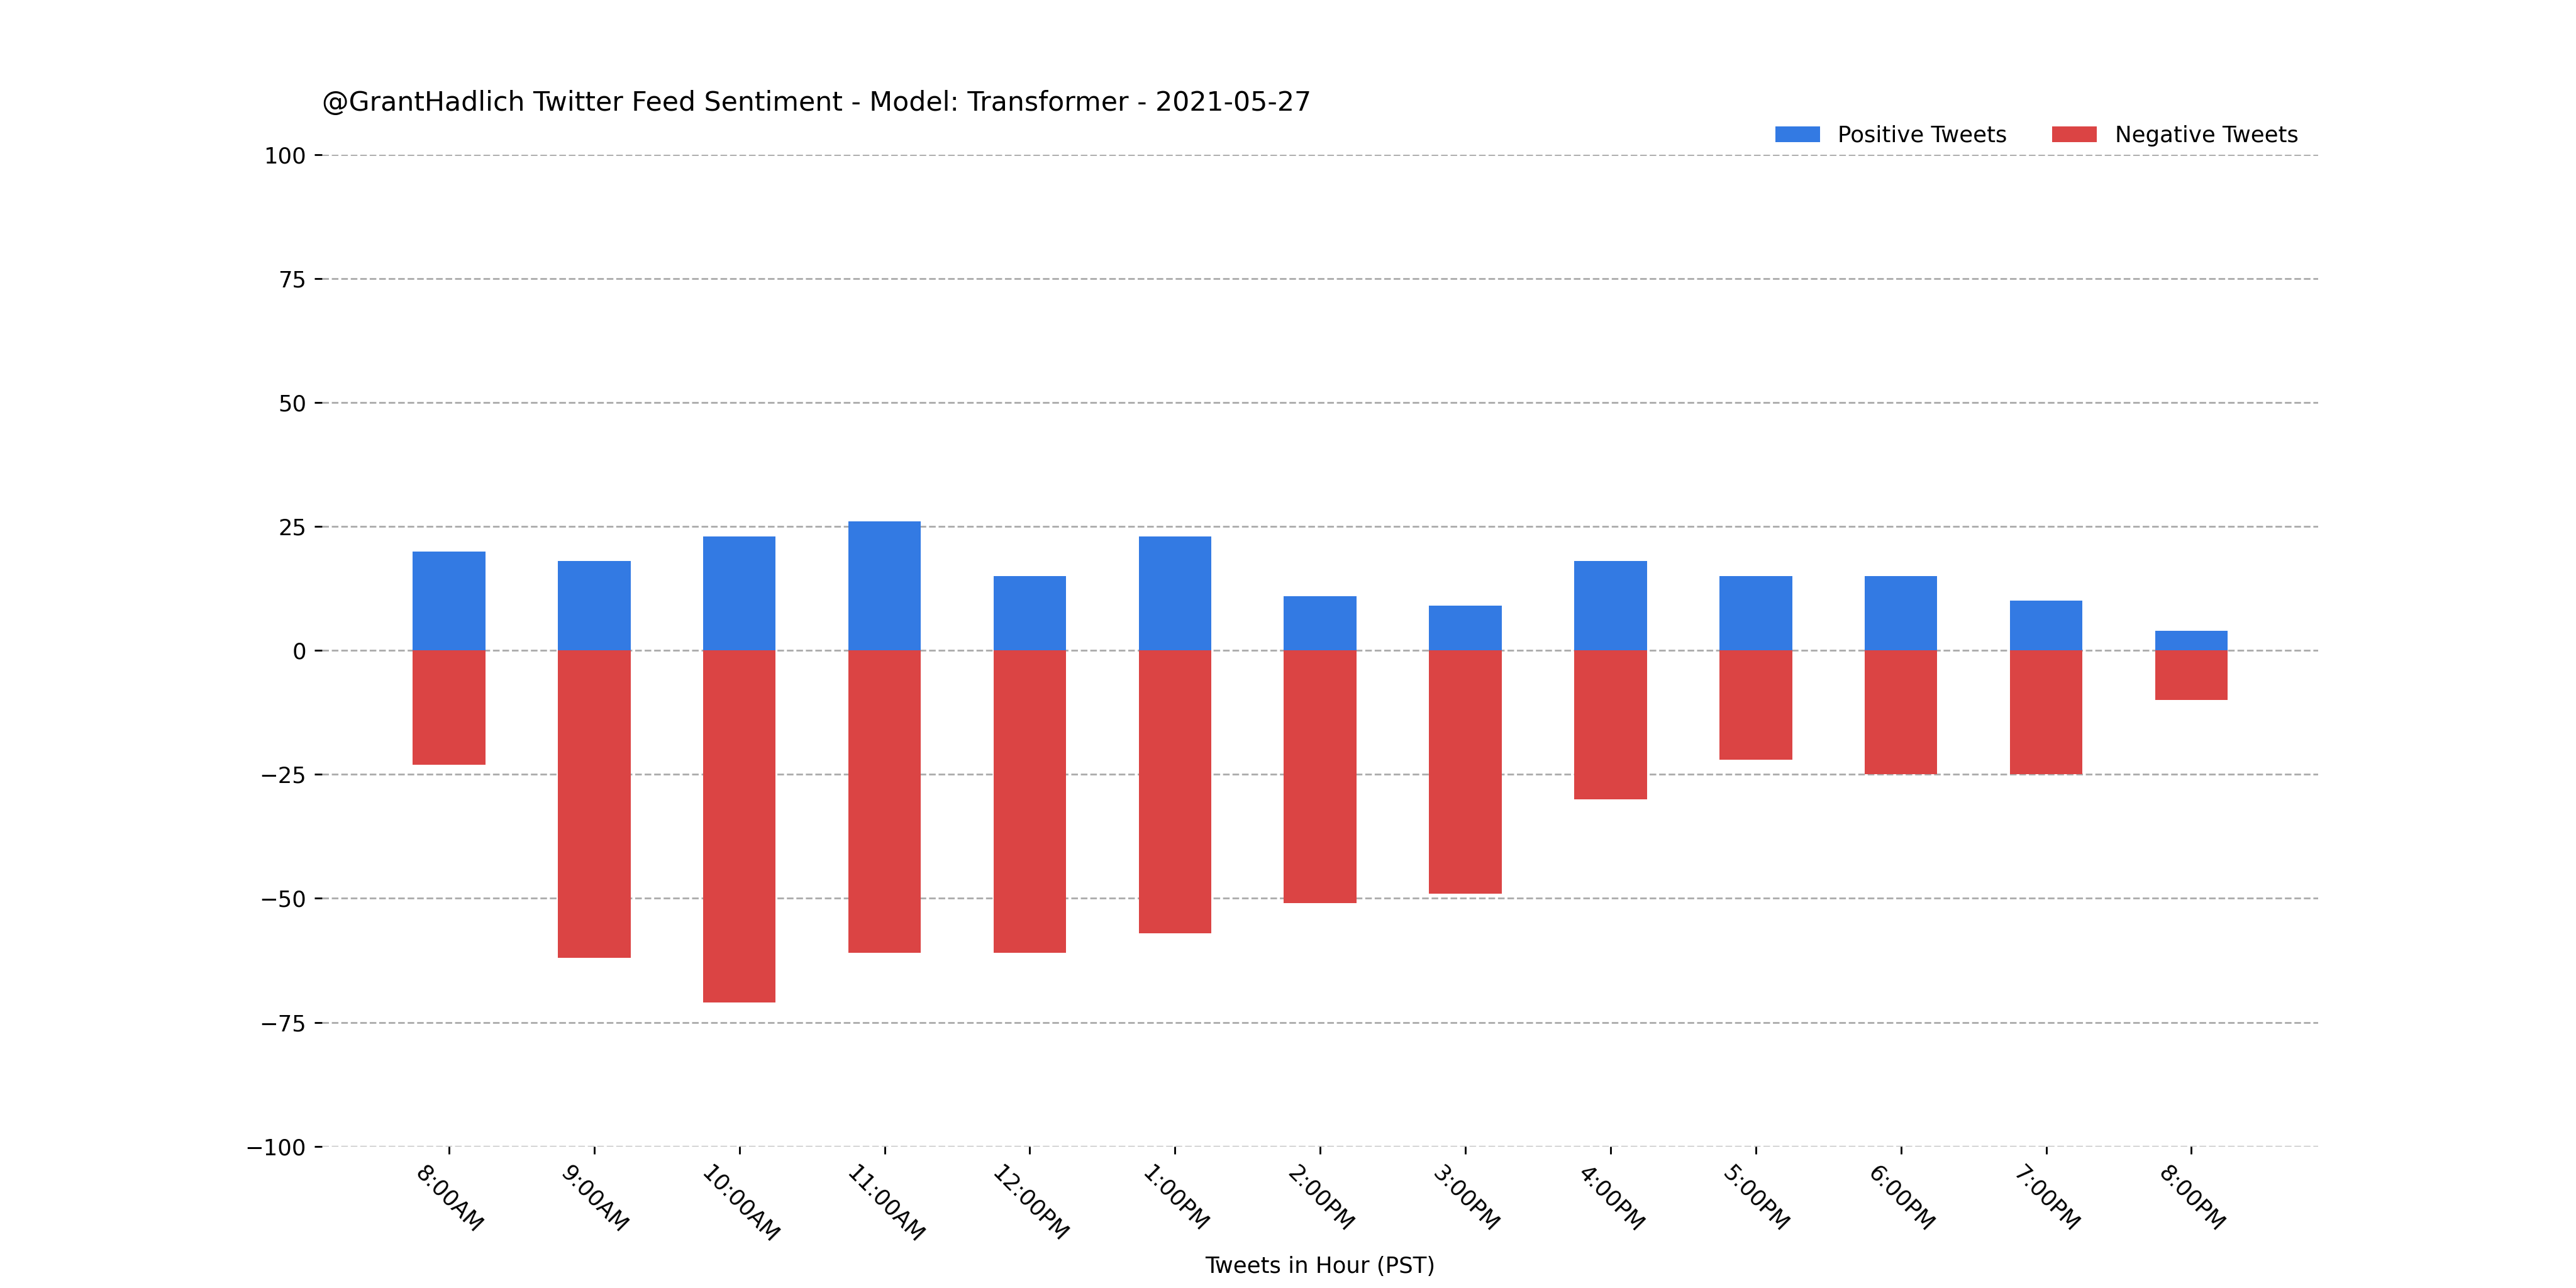 @GrantHadlich Twitter Feed Sentiment - Model: Transformer - 2021-05-27
Positive Tweets Negative Tweets
100
75
50
25
0
−25
−50
−75
−100
8:00AM 9:00AM 10:00AM 11:00AM 12:00PM 1:00PM 2:00PM 3:00PM 4:00PM 5:00PM 6:00PM 7:00PM 8:00PM
Tweets in Hour (PST)